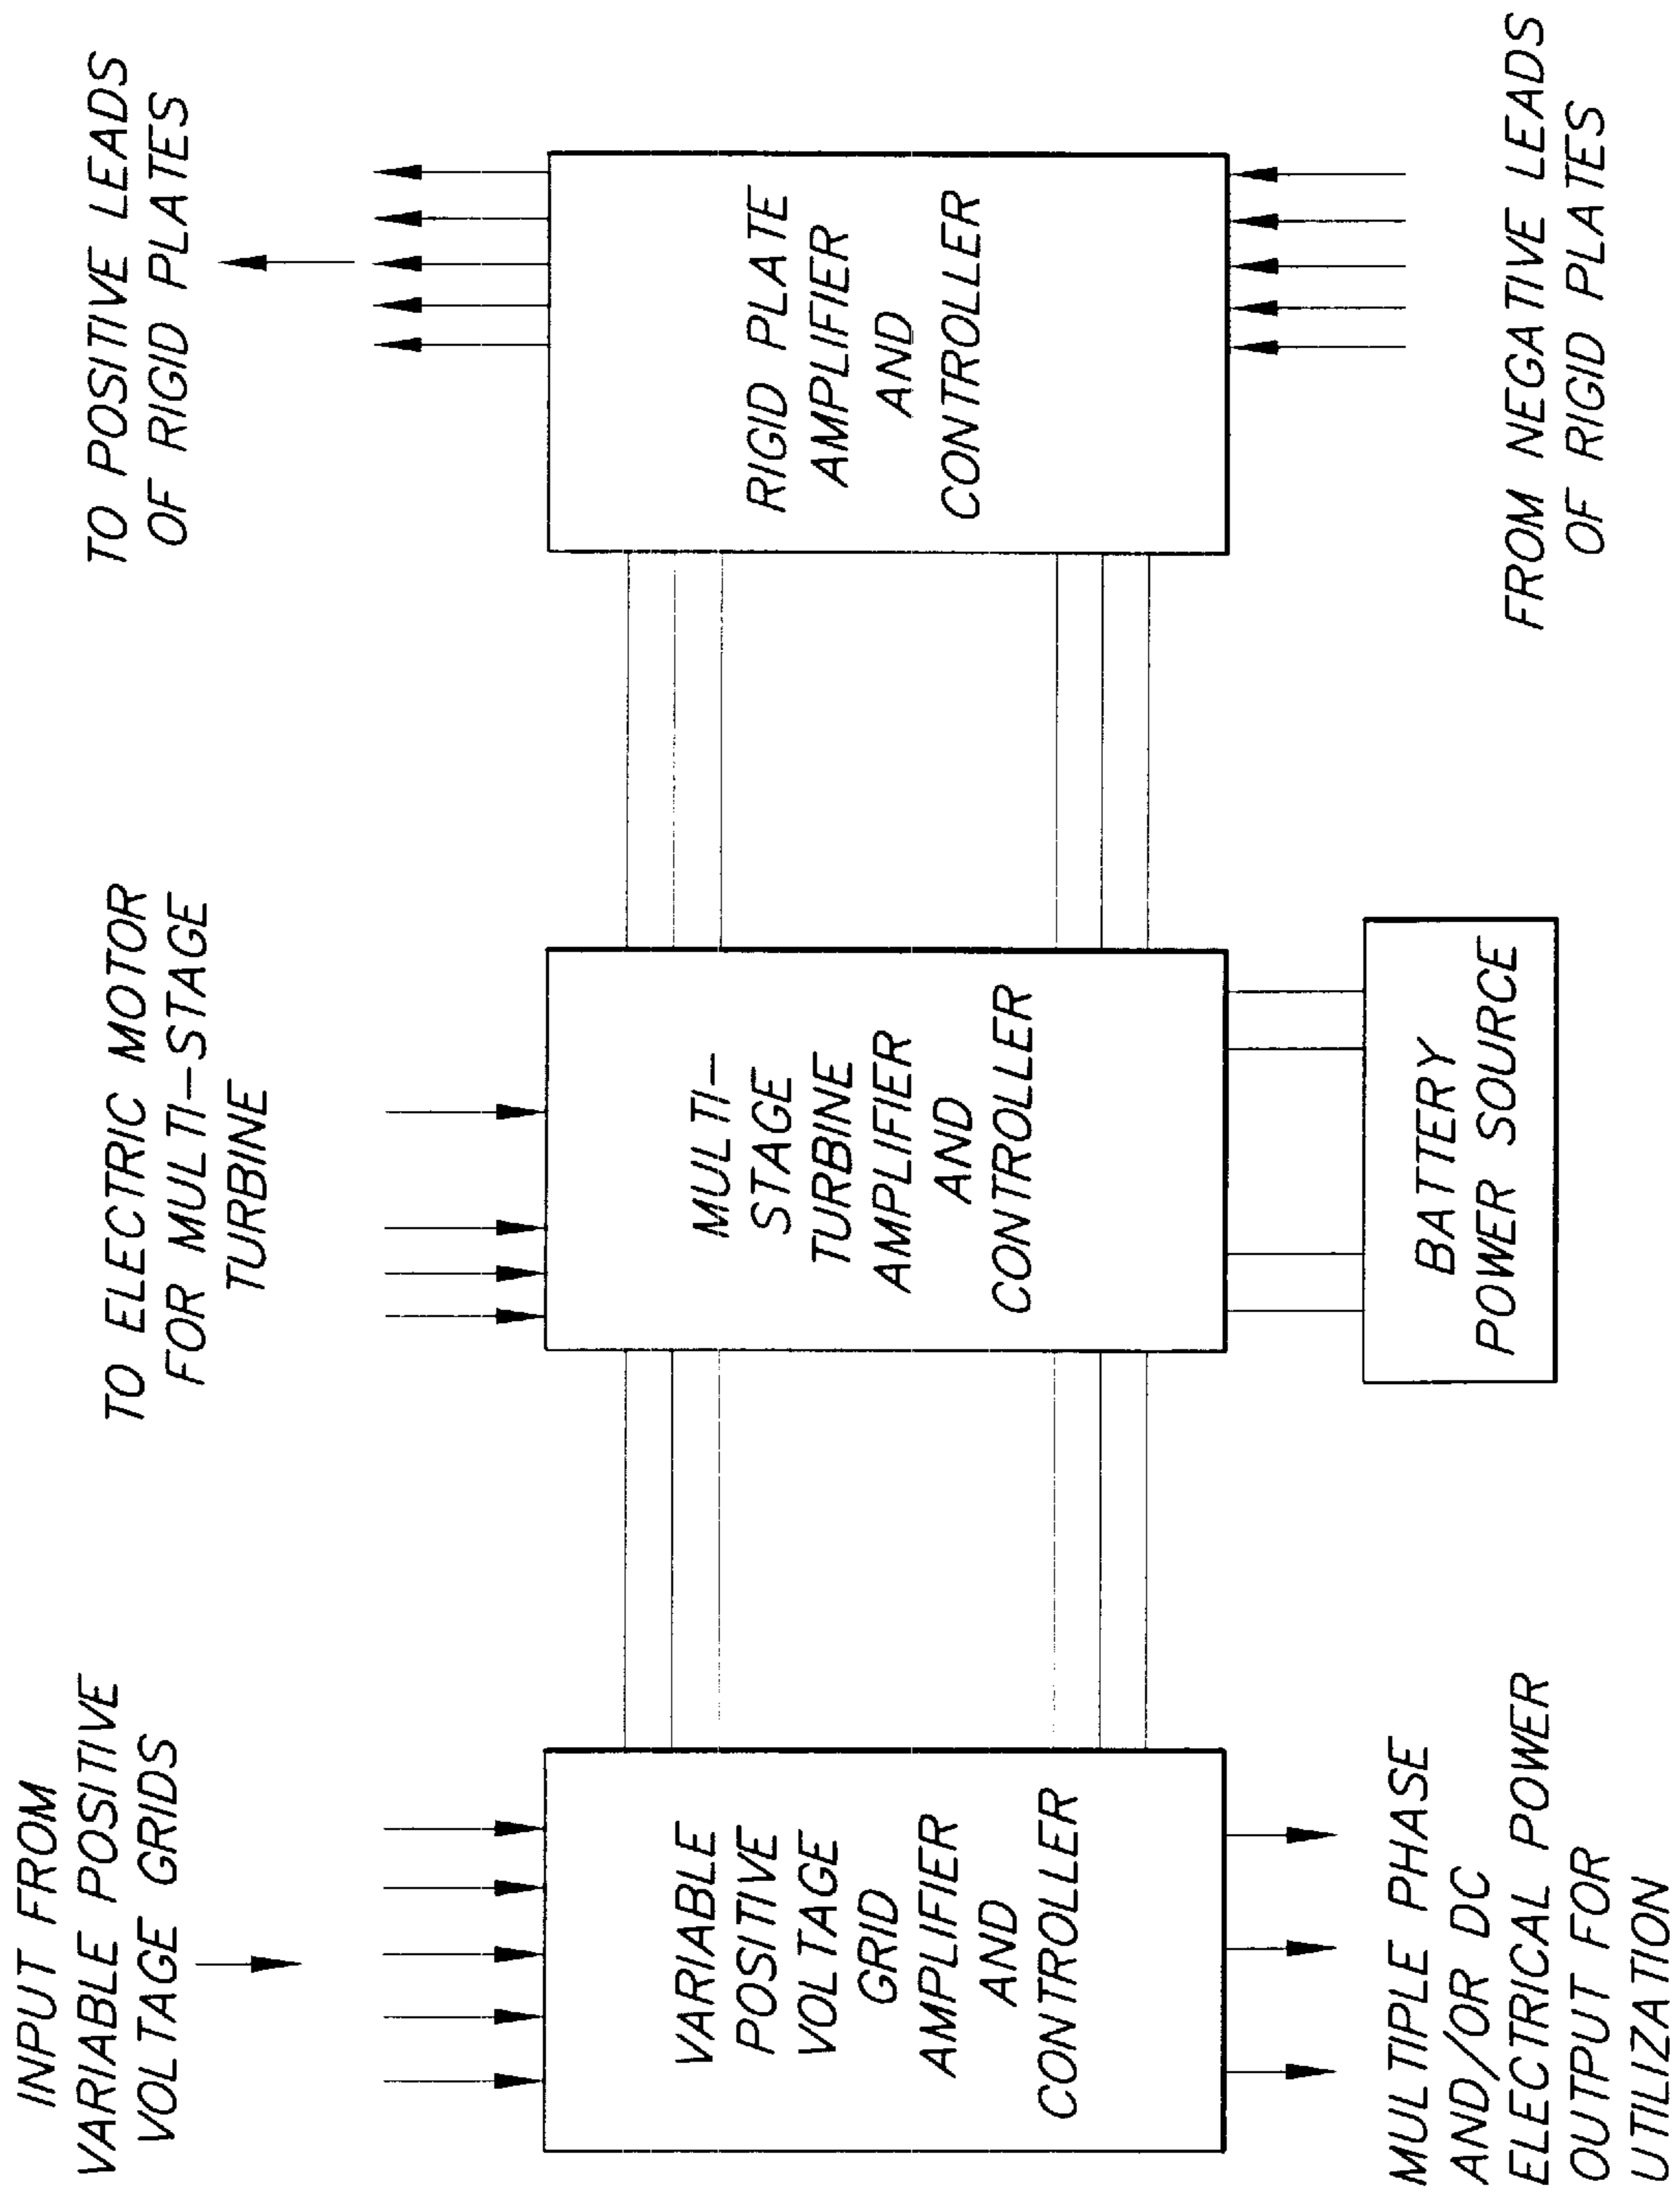 INPUT FROM
VARIABLE POSITIVE
VOLTAGE GRIDS
TO ELECTRIC MOTOR
FOR MULTI-STAGE
TURBINE
TO POSITIVE LEADS
OF RIGID PLATES
VARIABLE
POSITIVE
VOLTAGE
GRID
AMPLIFIER
AND
CONTROLLER
MULTI-
STAGE
TURBINE
AMPLIFIER
AND
CONTROLLER
RIGID PLATE
AMPLIFIER
AND
CONTROLLER
MULTIPLE PHASE
AND/OR DC
ELECTRICAL POWER
OUTPUT FOR
UTILIZATION
BATTERY
POWER SOURCE
FROM NEGATIVE LEADS
OF RIGID PLATES